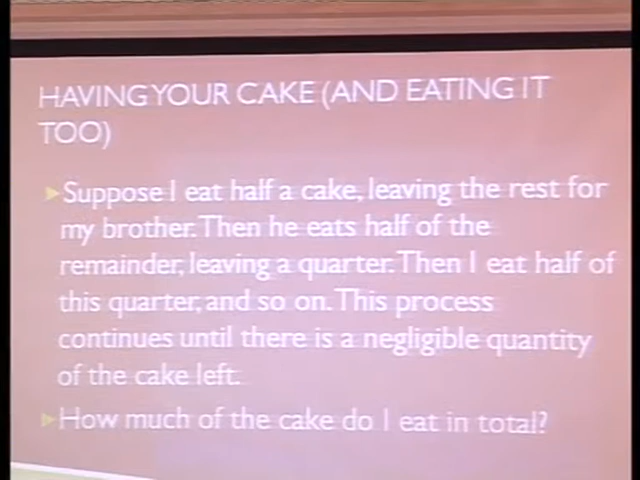 HAVING YOUR CAKE (AND EATING IT
TOO)
Suppose I eat half a cake, leaving the rest for
my brother. Then he eats half of the
remainder, leaving a quarter. Then I eat half of
this quarter, and so on. This process
continues until there is a negligible quantity
of the cake left.
How much of the cake do I eat in total?